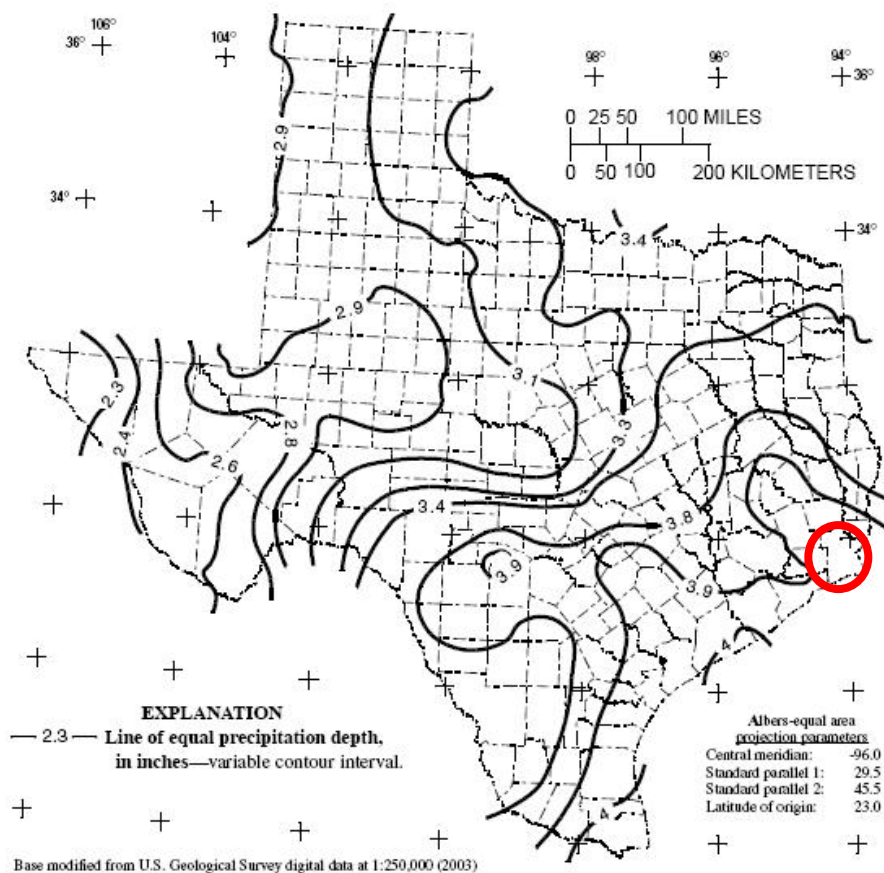 106°
104°
98°
96°
94°
36°
36°
0 25 50 100 MILES
0 50 100 200 KILOMETERS
2.9
34°
34°
3.4
2.9
3.1
2.3
3.3
2.4
2.8
2.6
3.4
3.8
3.9
3.9
4
4
EXPLANATION
2.3
Line of equal precipitation depth,
in inches—variable contour interval.
Albers-equal area
projection parameters
Central meridian: -96.0
Standard parallel 1: 29.5
Standard parallel 2: 45.5
Latitude of origin: 23.0
Base modified from U.S. Geological Survey digital data at 1:250,000 (2003)